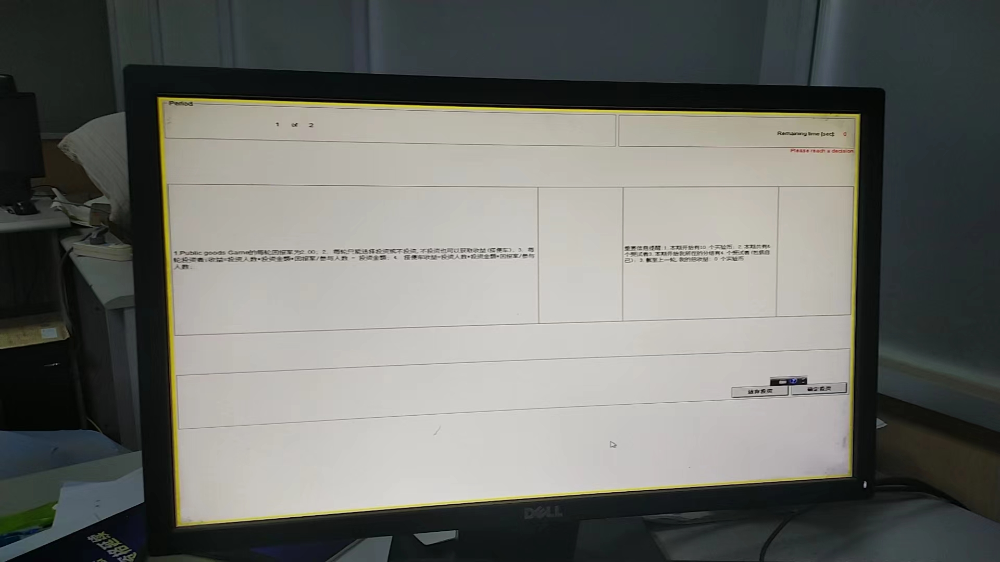 Period
1 of 2
Remaining time [sec]: 0
Please reach a decision
1.Public goods Game的每轮回报率为2.00；2、每轮只能选择投资或不投资,不投资也可以获取收益(搭便车)；3、每
轮投资者:收益=投资人数*投资金额*回报率/参与人数 - 投资金额；4、搭便车收益=投资人数*投资金额*回报率/参与
人数；
重要信息提醒:1.本期开始有10 个实验币；2.本期共有
个受试者3.本期开始我所在的分组有4 个受试者(包括自
己)；3.截至上一轮,我的总收益：0 个实验币
放弃投资
确定投资
DELL